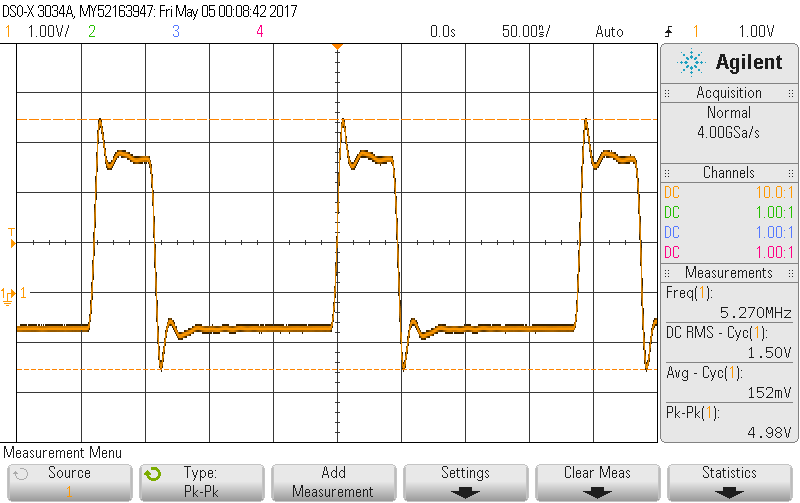 DSO-X 3034A, MY52163947: Fri May 05 00:08:42 2017
1 1.00V/ 2 3 4 0.0s 50.00ns/ Auto 1 1.00V
Agilent
Acquisition
Normal
4.00GSa/s
Channels
DC 10.0:1
DC 1.00:1
DC 1.00:1
DC 1.00:1
Measurements
Freq(1):
5.270MHz
DC RMS - Cyc(1):
1.50V
Avg - Cyc(1):
152mV
Pk-Pk(1):
4.98V
T
1
Measurement Menu
Source
1
Type:
Pk-Pk
Add
Measurement
Settings
Clear Meas
Statistics